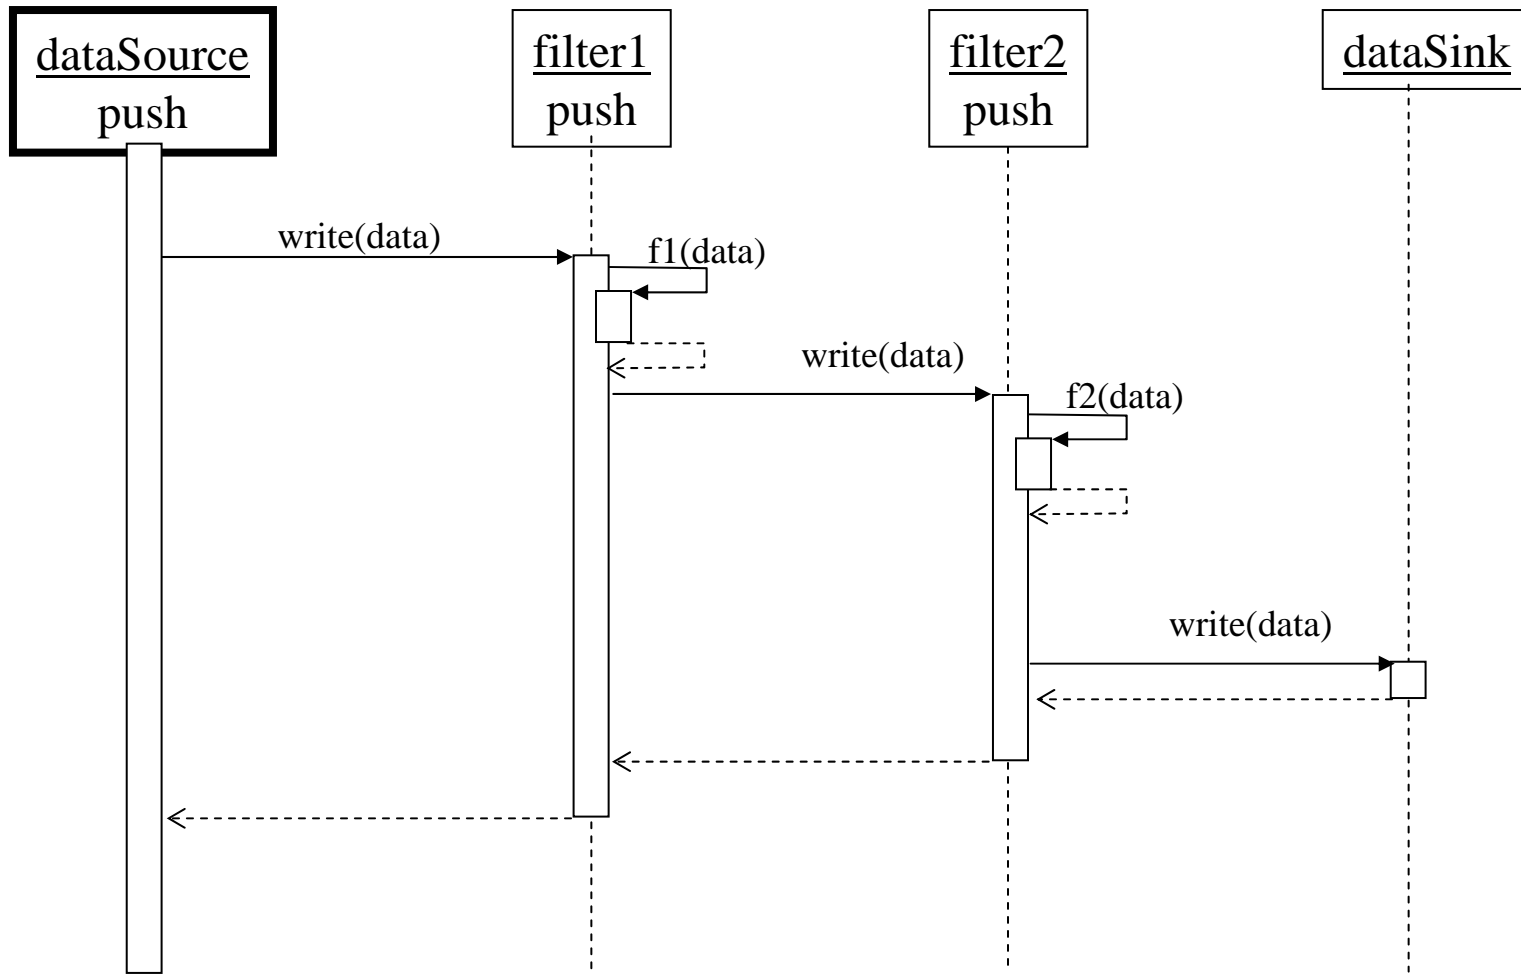 dataSource
push
filter1
push
filter2
push
dataSink
write(data)
f1(data)
write(data)
f2(data)
write(data)